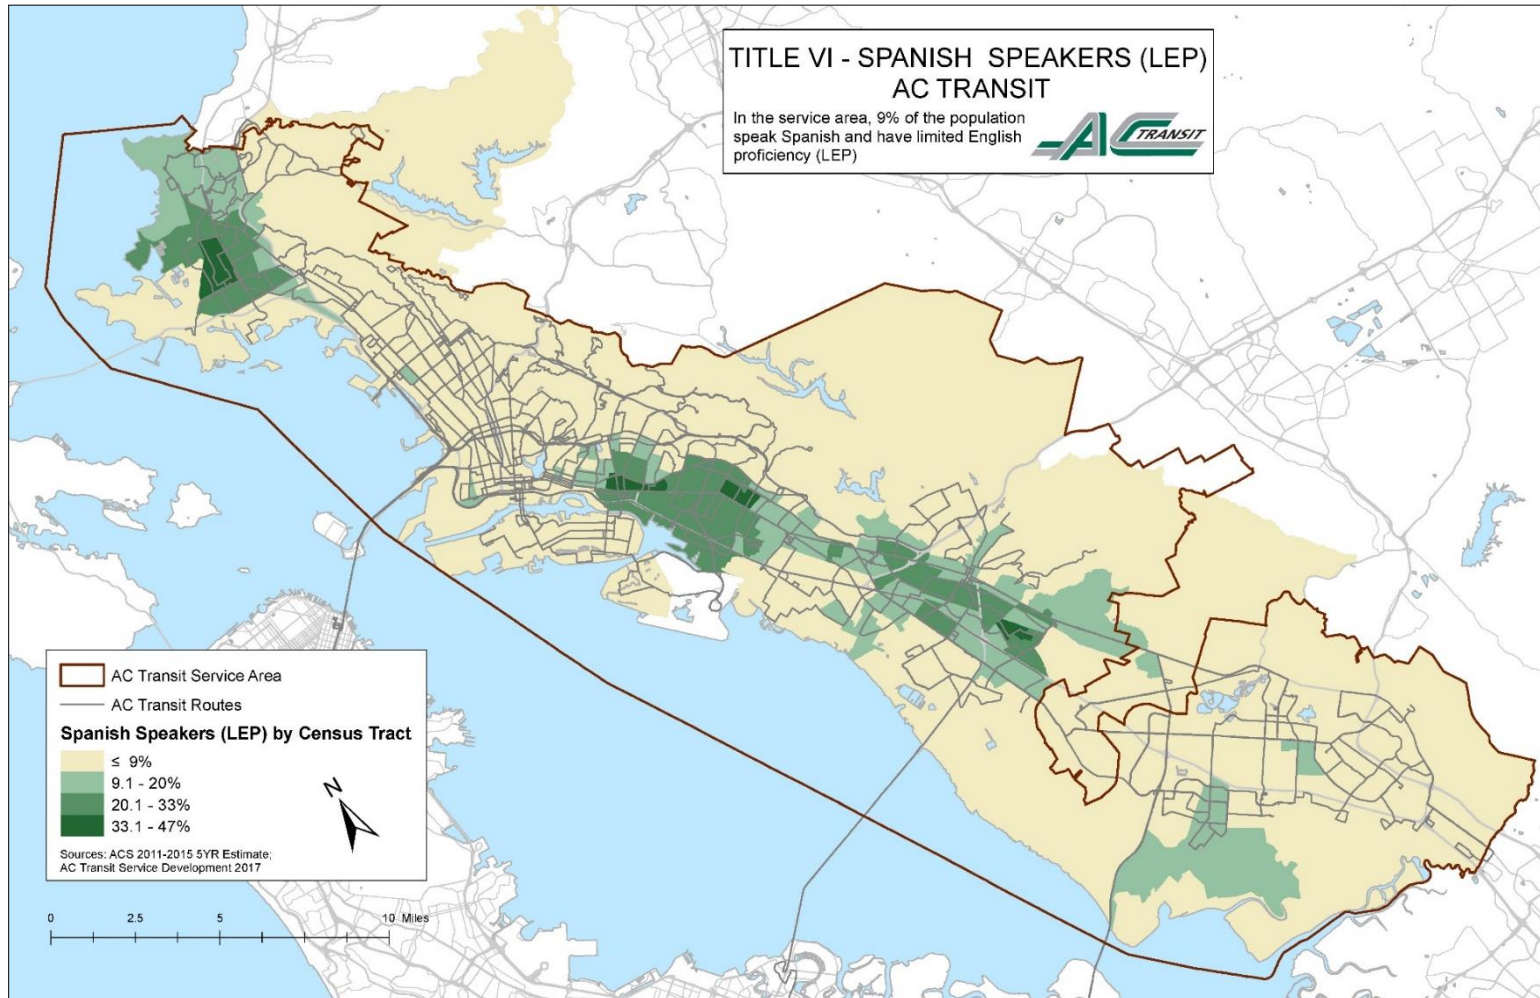 TITLE VI - SPANISH SPEAKERS (LEP)
AC TRANSIT
In the service area, 9% of the population
speak Spanish and have limited English
proficiency (LEP)
AC TRANSIT
AC Transit Service Area
AC Transit Routes
Spanish Speakers (LEP) by Census Tract
≤ 9%
9.1 - 20%
20.1 - 33%
33.1 - 47%
N
Sources: ACS 2011-2015 5YR Estimate;
AC Transit Service Development 2017
0 2.5 5 10 Miles